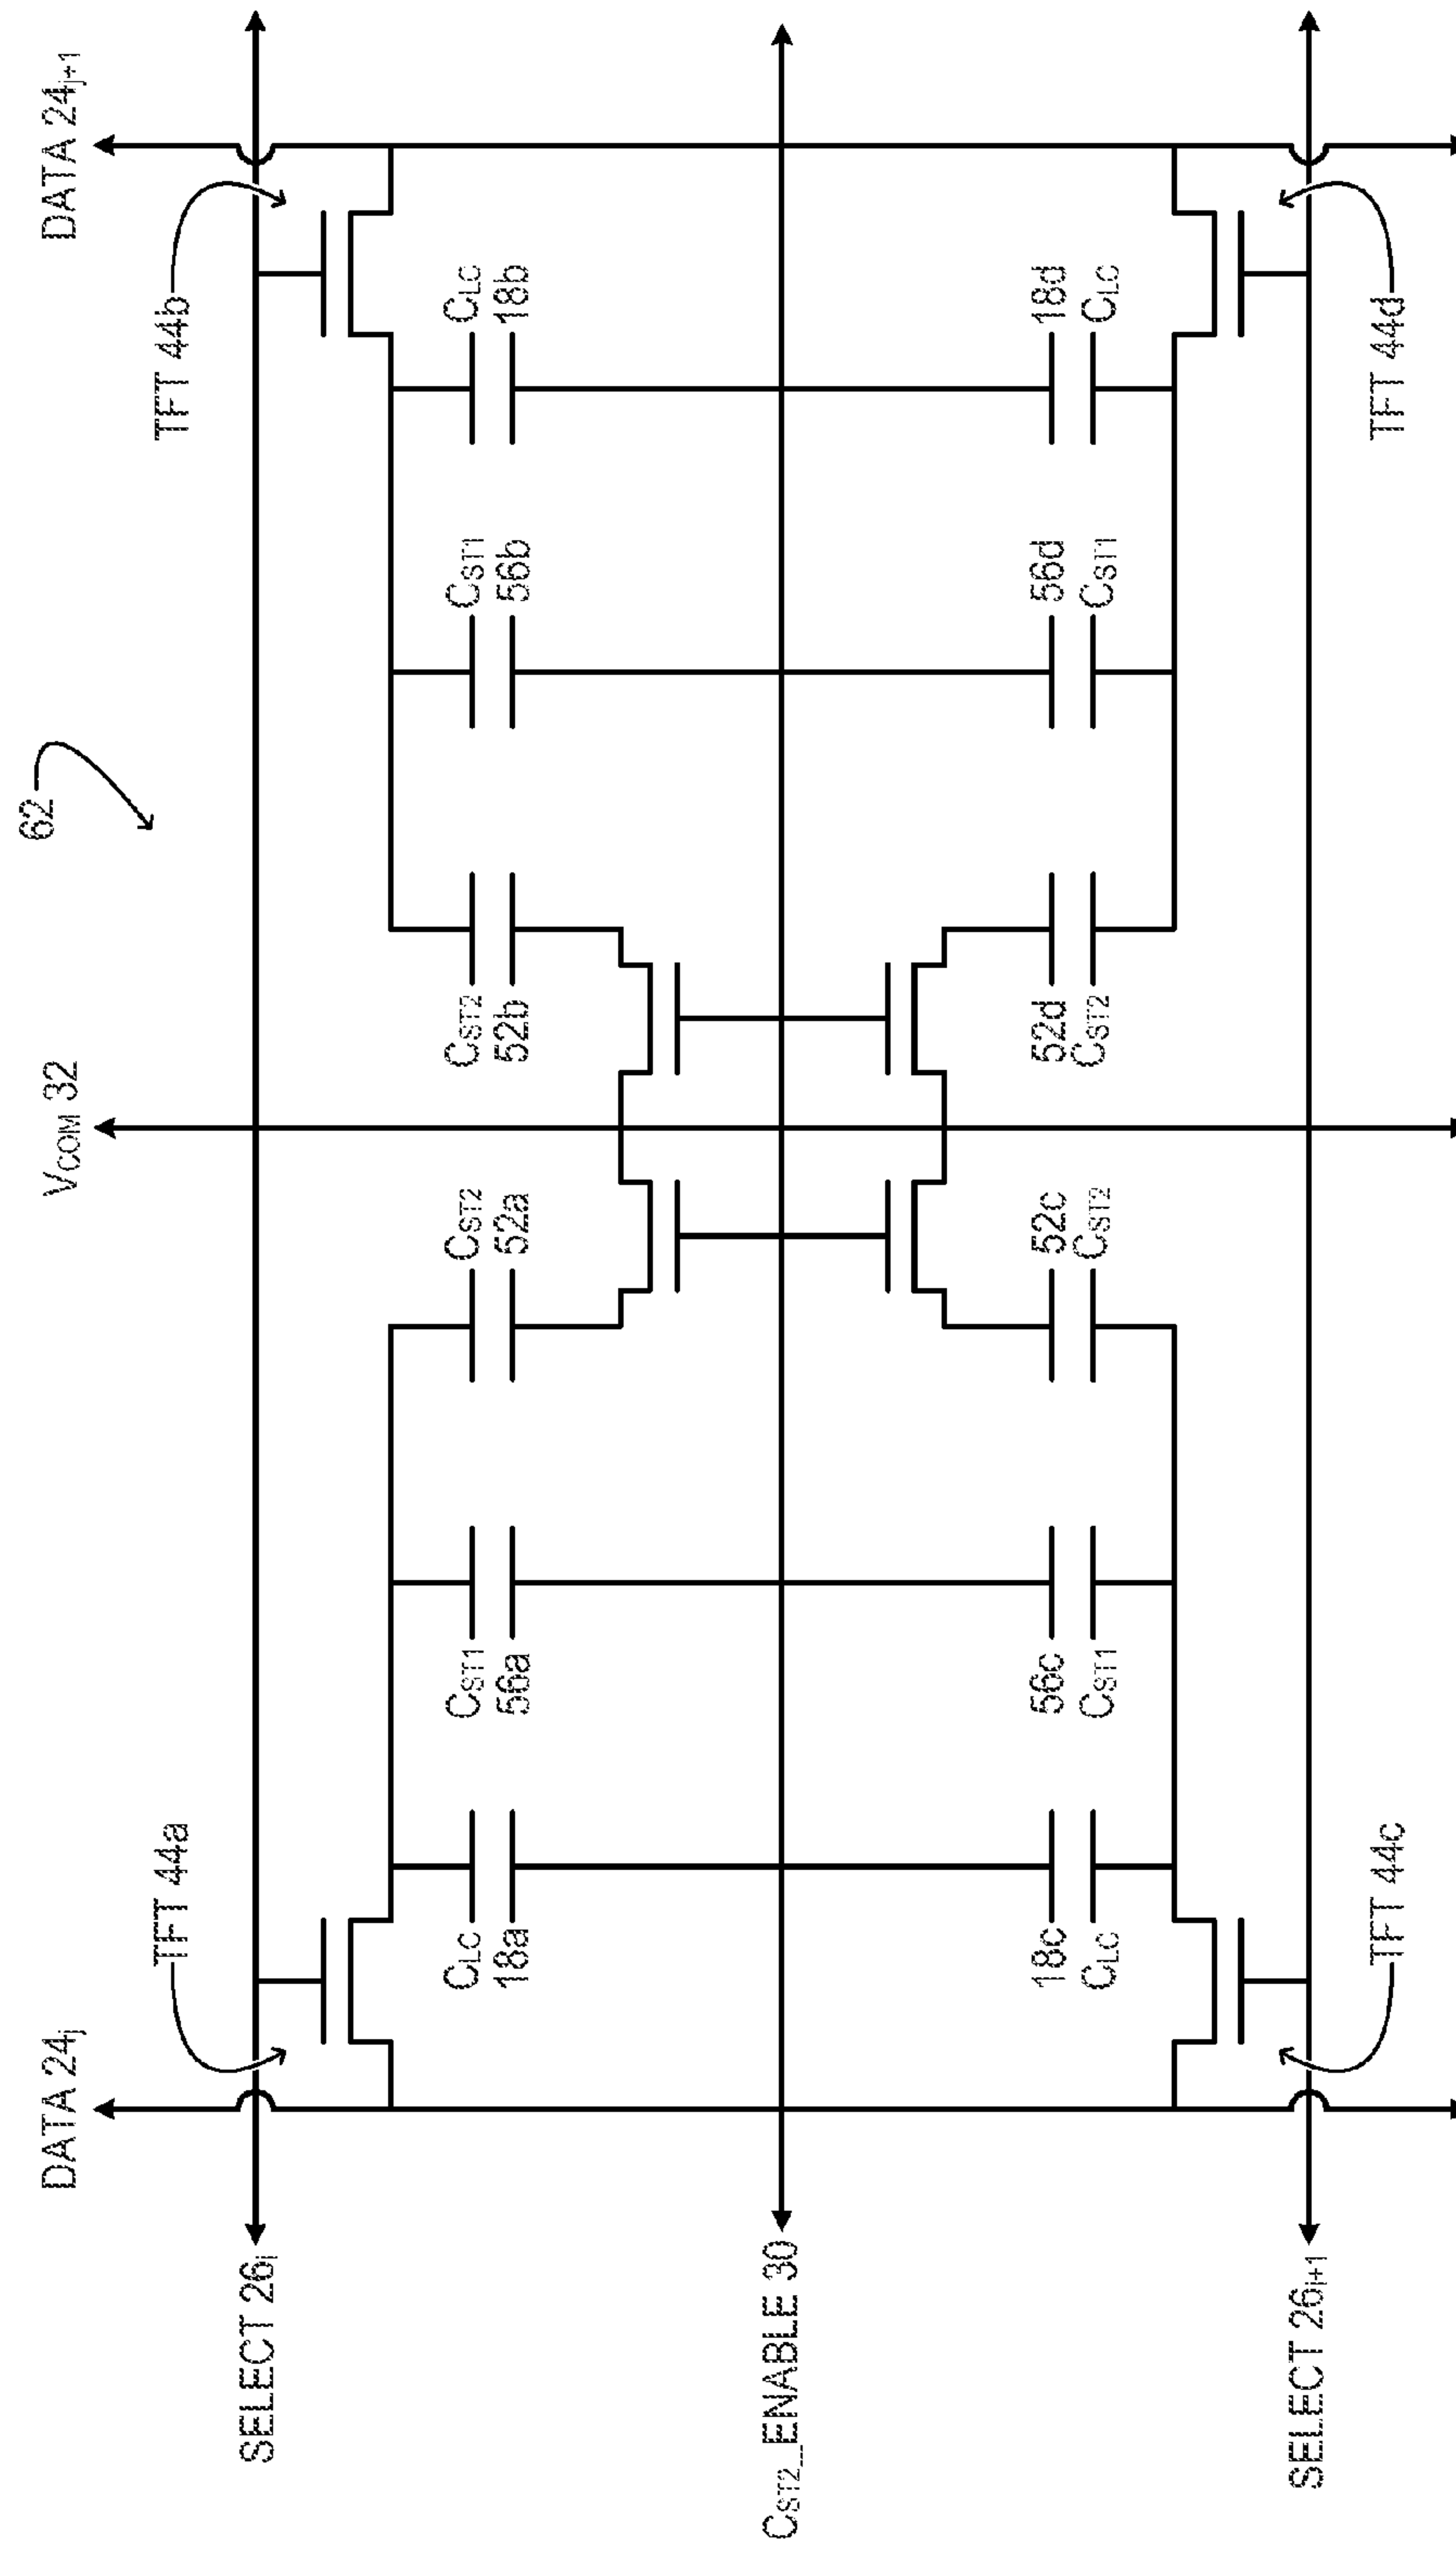 62
DATA 24j
VCOM 32
DATA 24j+1
SELECT 26i
TFT 44a
TFT 44b
CLC
18a
CST1
56a
CST2
52a
CST2
52b
CST1
56b
CLC
18b
CST2_ENABLE 30
18c
CLC
56c
CST1
52c
CST2
52d
CST2
56d
CST1
18d
CLC
TFT 44c
TFT 44d
SELECT 26i+1